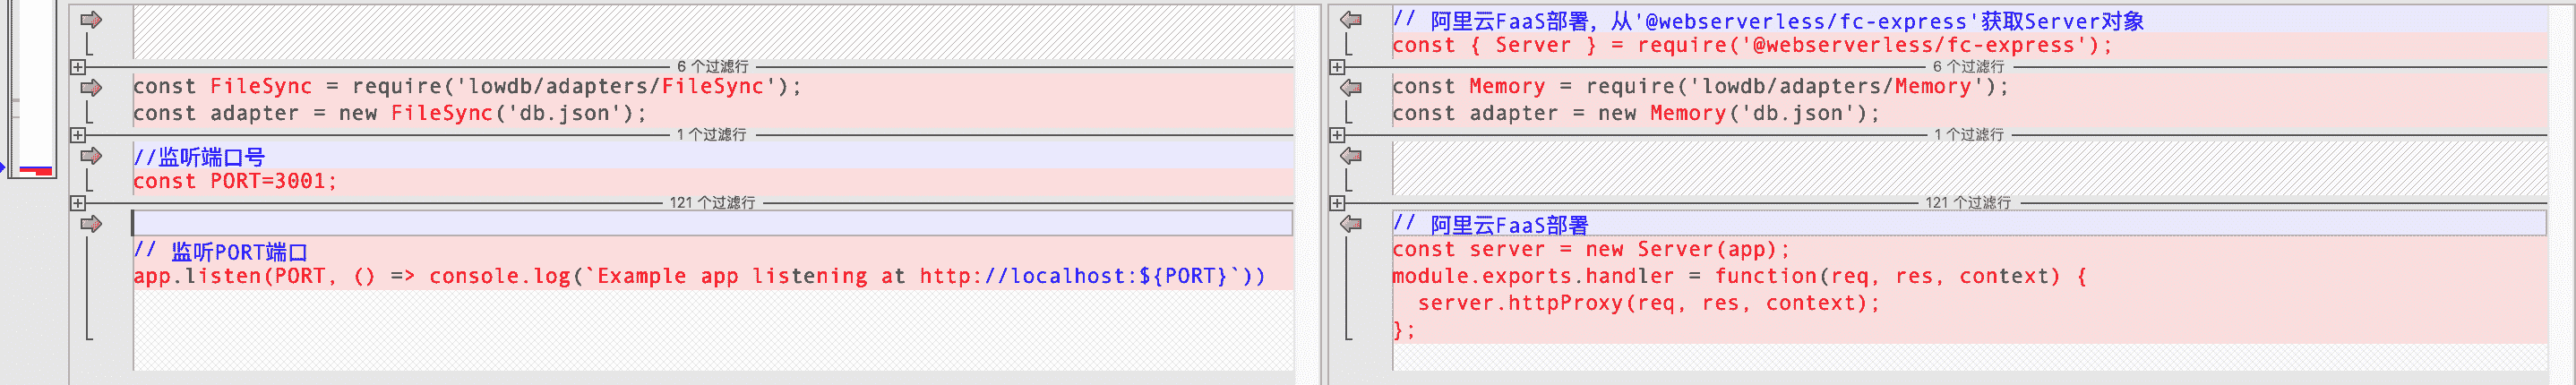 6 个过滤行
const FileSync = require('lowdb/adapters/FileSync');
const adapter = new FileSync('db.json');
1 个过滤行
//监听端口号
const PORT=3001;
121 个过滤行
// 监听PORT端口
app.listen(PORT, () => console.log(`Example app listening at http://localhost:${PORT}`))
// 阿里云FaaS部署，从'@webserverless/fc-express'获取Server对象
const { Server } = require('@webserverless/fc-express');
6 个过滤行
const Memory = require('lowdb/adapters/Memory');
const adapter = new Memory('db.json');
1 个过滤行
121 个过滤行
// 阿里云FaaS部署
const server = new Server(app);
module.exports.handler = function(req, res, context) {
  server.httpProxy(req, res, context);
};